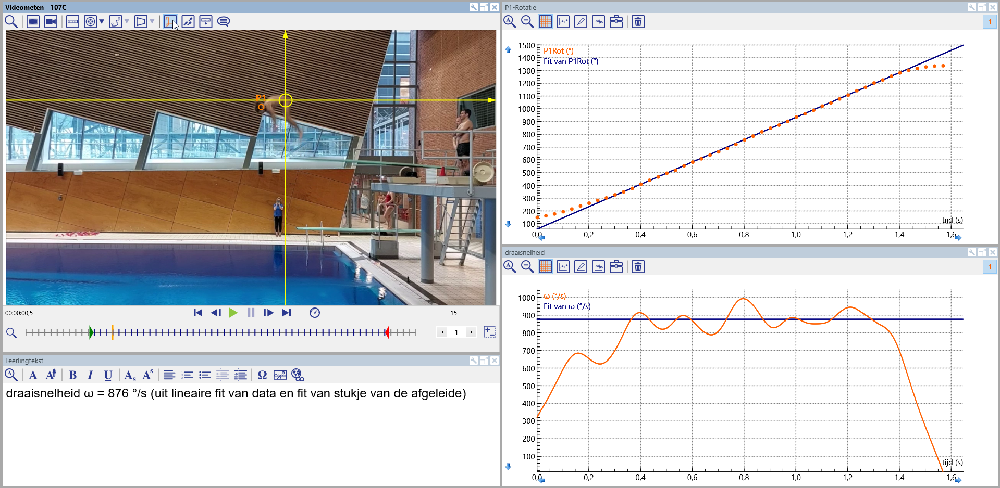 Videometen - 107C
P1
00:00:00,5
15
1
Leerlingtekst
A A B I U As As Ω
draaisnelheid ω = 876 °/s (uit lineaire fit van data en fit van stukje van de afgeleide)
P1-Rotatie
1
P1Rot (°)
Fit van P1Rot (°)
1500
1400
1300
1200
1100
1000
900
800
700
600
500
400
300
200
100
tijd (s)
0,0 0,2 0,4 0,6 0,8 1,0 1,2 1,4 1,6
draaisnelheid
1
ω (°/s)
Fit van ω (°/s)
1000
900
800
700
600
500
400
300
200
100
tijd (s)
0,0 0,2 0,4 0,6 0,8 1,0 1,2 1,4 1,6